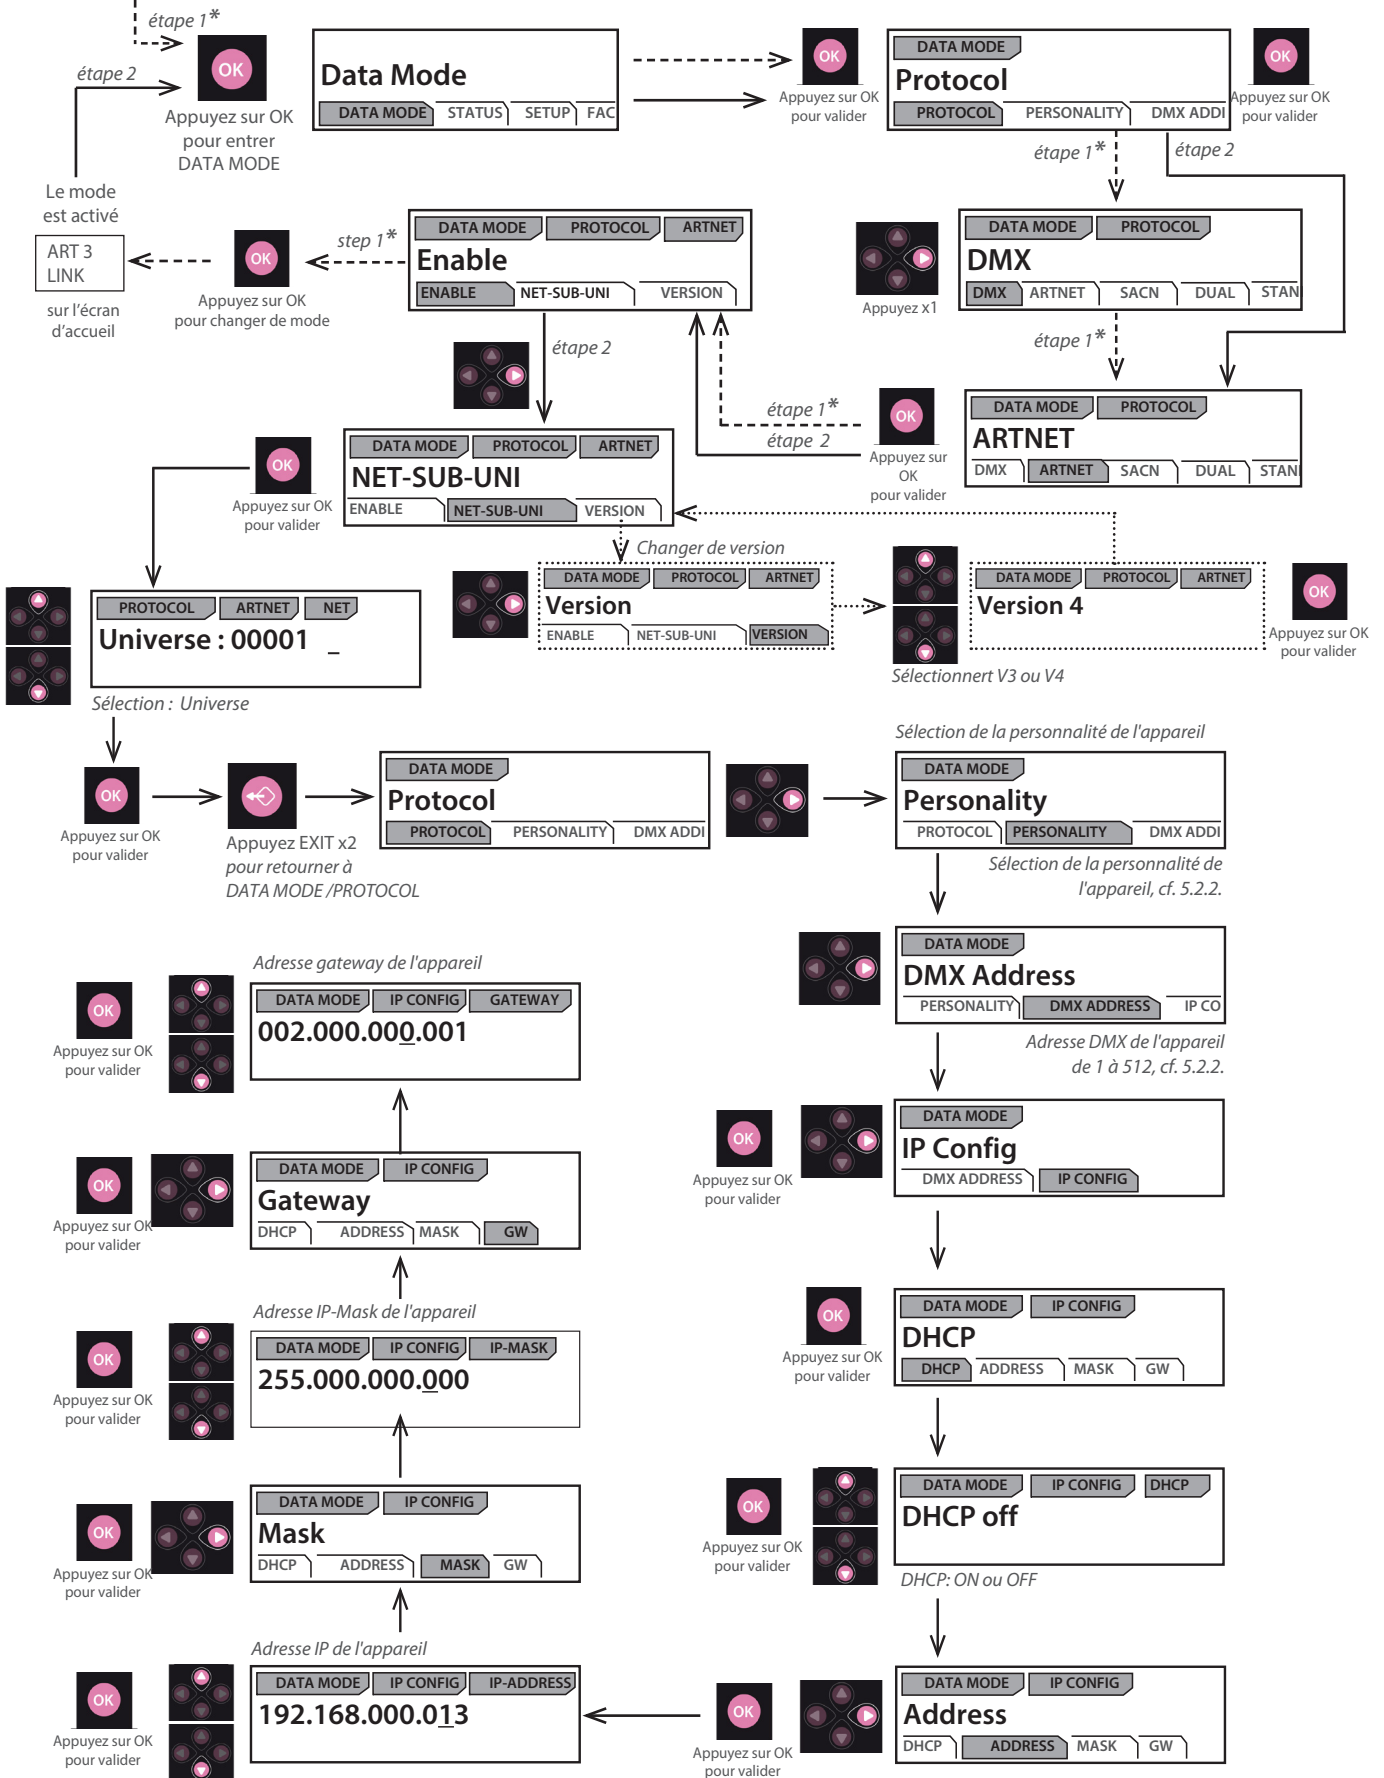 étape 1*
étape 2
OK
Appuyez sur OK
pour entrer
DATA MODE
Data Mode
DATA MODE STATUS SETUP FAC
OK
Appuyez sur OK
pour valider
DATA MODE
Protocol
PROTOCOL PERSONALITY DMX ADDI
OK
Appuyez sur OK
pour valider
étape 1*
étape 2
Le mode
est activé
ART 3
LINK
sur l'écran
d'accueil
OK
Appuyez sur OK
pour changer de mode
step 1*
DATA MODE PROTOCOL ARTNET
Enable
ENABLE NET-SUB-UNI VERSION
Appuyez x1
DATA MODE PROTOCOL
DMX
DMX ARTNET SACN DUAL STAN
étape 1*
étape 2
étape 1*
étape 2
OK
Appuyez sur
OK
pour valider
DATA MODE PROTOCOL
ARTNET
DMX ARTNET SACN DUAL STANI
OK
Appuyez sur OK
pour valider
DATA MODE PROTOCOL ARTNET
NET-SUB-UNI
ENABLE NET-SUB-UNI VERSION
Changer de version
DATA MODE PROTOCOL ARTNET
Version
ENABLE NET-SUB-UNI VERSION
Sélectionnert V3 ou V4
DATA MODE PROTOCOL ARTNET
Version 4
OK
Appuyez sur OK
pour valider
PROTOCOL ARTNET NET
Universe : 00001 _
Sélection : Universe
OK
Appuyez sur OK
pour valider
Appuyez EXIT x2
pour retourner à
DATA MODE /PROTOCOL
DATA MODE
Protocol
PROTOCOL PERSONALITY DMX ADDI
Sélection de la personnalité de l'appareil
DATA MODE
Personality
PROTOCOL PERSONALITY DMX ADDI
Sélection de la personnalité de
l'appareil, cf. 5.2.2.
DATA MODE
DMX Address
PERSONALITY DMX ADDRESS IP CO
Adresse DMX de l'appareil
de 1 à 512, cf. 5.2.2.
OK
Appuyez sur OK
pour valider
DATA MODE
IP Config
DMX ADDRESS IP CONFIG
OK
Appuyez sur OK
pour valider
DATA MODE IP CONFIG
DHCP
DHCP ADDRESS MASK GW
OK
Appuyez sur OK
pour valider
DATA MODE IP CONFIG DHCP
DHCP off
DHCP: ON ou OFF
OK
Appuyez sur OK
pour valider
DATA MODE IP CONFIG
Address
DHCP ADDRESS MASK GW
Adresse IP de l'appareil
OK
Appuyez sur OK
pour valider
DATA MODE IP CONFIG IP-ADDRESS
192.168.000.013
OK
Appuyez sur OK
pour valider
DATA MODE IP CONFIG
Mask
DHCP ADDRESS MASK GW
Adresse IP-Mask de l'appareil
OK
Appuyez sur OK
pour valider
DATA MODE IP CONFIG IP-MASK
255.000.000.000
OK
Appuyez sur OK
pour valider
DATA MODE IP CONFIG
Gateway
DHCP ADDRESS MASK GW
Adresse gateway de l'appareil
OK
Appuyez sur OK
pour valider
DATA MODE IP CONFIG GATEWAY
002.000.000.001